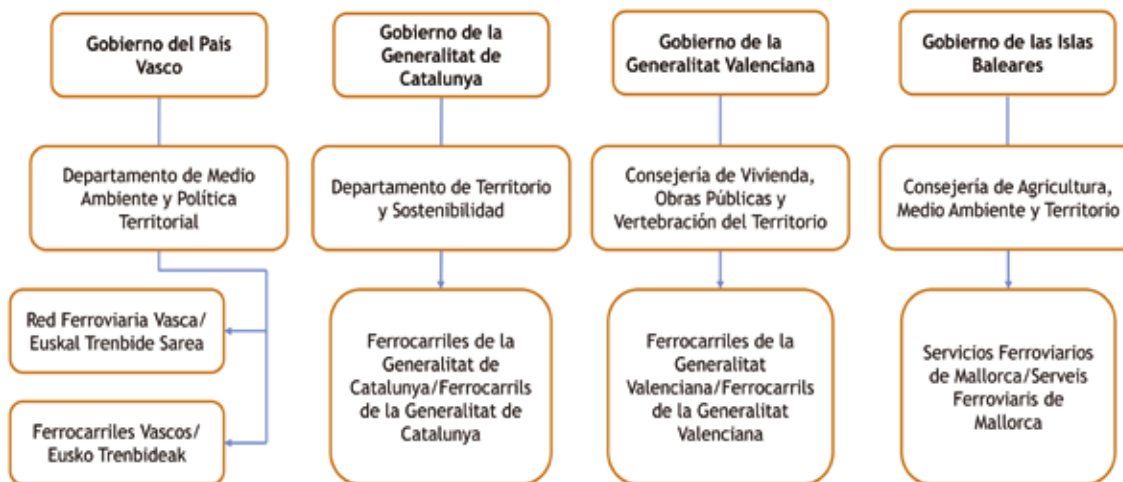 Gobierno del País
Vasco
Gobierno de la
Generalitat de
Catalunya
Gobierno de la
Generalitat Valenciana
Gobierno de las Islas
Baleares
Departamento de Medio
Ambiente y Política
Territorial
Departamento de Territorio
y Sostenibilidad
Consejería de Vivienda,
Obras Públicas y
Vertebración del Territorio
Consejería de Agricultura,
Medio Ambiente y Territorio
Red Ferroviaria Vasca/
Euskal Trenbide Sarea
Ferrocarriles Vascos/
Eusko Trenbideak
Ferrocarriles de la
Generalitat de
Catalunya/Ferrocarrils
de la Generalitat de
Catalunya
Ferrocarriles de la
Generalitat
Valenciana/Ferrocarrils
de la Generalitat
Valenciana
Servicios Ferroviarios
de Mallorca/Serveis
Ferroviaris de
Mallorca